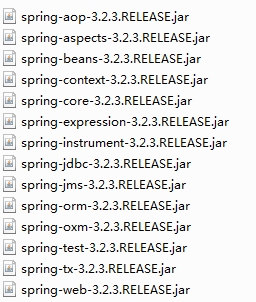 spring-aop-3.2.3.RELEASE.jar
spring-aspects-3.2.3.RELEASE.jar
spring-beans-3.2.3.RELEASE.jar
spring-context-3.2.3.RELEASE.jar
spring-core-3.2.3.RELEASE.jar
spring-expression-3.2.3.RELEASE.jar
spring-instrument-3.2.3.RELEASE.jar
spring-jdbc-3.2.3.RELEASE.jar
spring-jms-3.2.3.RELEASE.jar
spring-orm-3.2.3.RELEASE.jar
spring-oxm-3.2.3.RELEASE.jar
spring-test-3.2.3.RELEASE.jar
spring-tx-3.2.3.RELEASE.jar
spring-web-3.2.3.RELEASE.jar